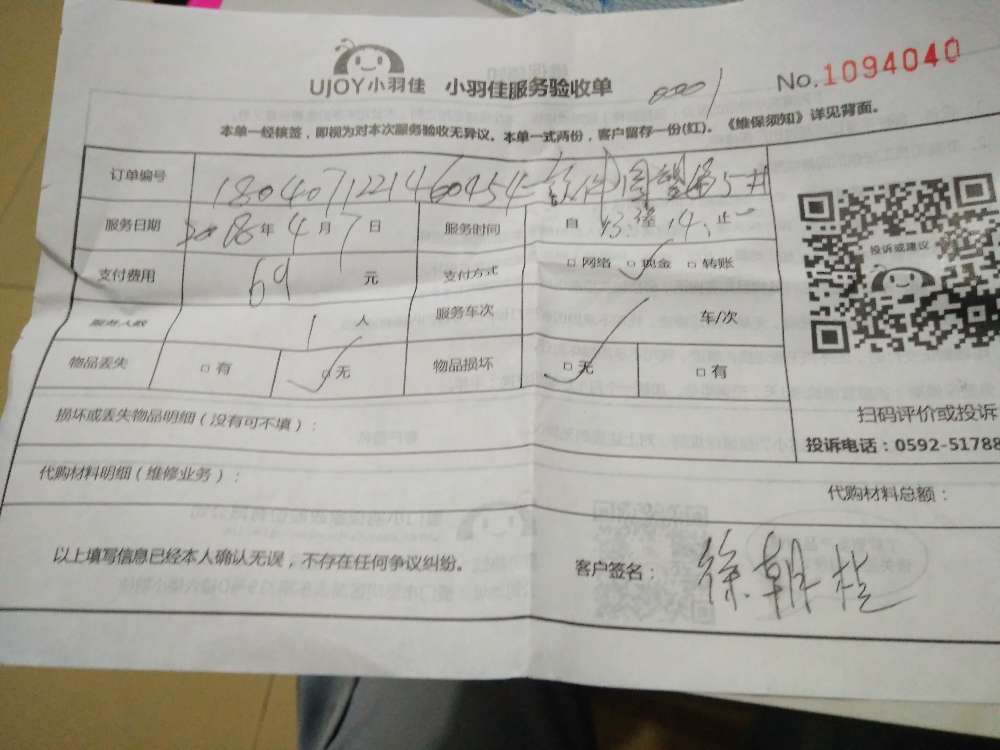 UJOY小羽佳 小羽佳服务验收单 0001 No.1094040
本单一经核签，即视为对本次服务验收无异议。本单一式两份，客户留存一份(红)。《维保须知》详见背面。
订单编号 1804071221460454
服务日期 2018年4月7日 服务时间 自 13 至 14 止
支付费用 69 元 支付方式 □网络 □现金 □转账
服务人数 1 人 服务车次 车/次
物品丢失 □有 □无 物品损坏 □无 □有
投诉或建议
损坏或丢失物品明细（没有可不填）：
扫码评价或投诉
投诉电话：0592-51788
代购材料明细（维修业务）：
代购材料总额：
以上填写信息已经本人确认无误，不存在任何争议纠纷。 客户签名：徐朝